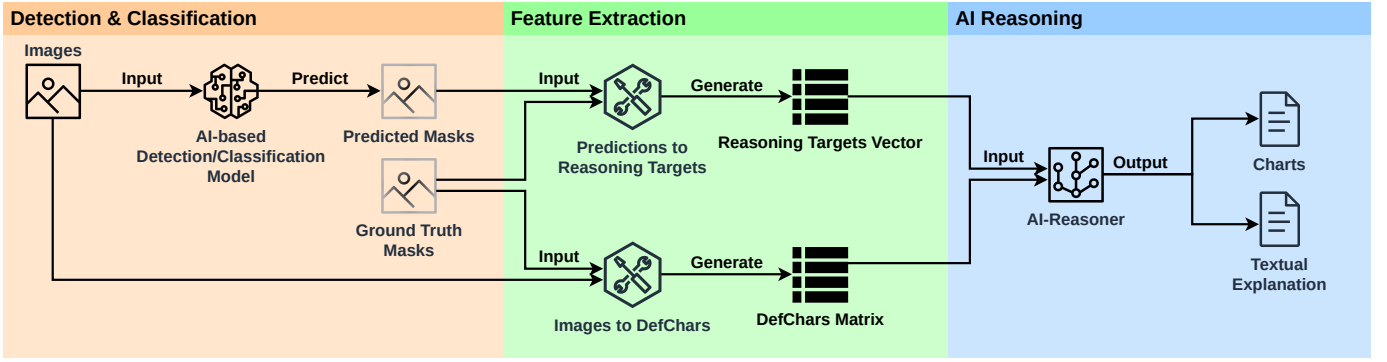 Detection & Classification
Feature Extraction
AI Reasoning
Images
Input
Predict
AI-based
Detection/Classification
Model
Predicted Masks
Ground Truth
Masks
Input
Predictions to
Reasoning Targets
Generate
Reasoning Targets Vector
Input
Images to DefChars
Generate
DefChars Matrix
Input
AI-Reasoner
Output
Charts
Textual
Explanation